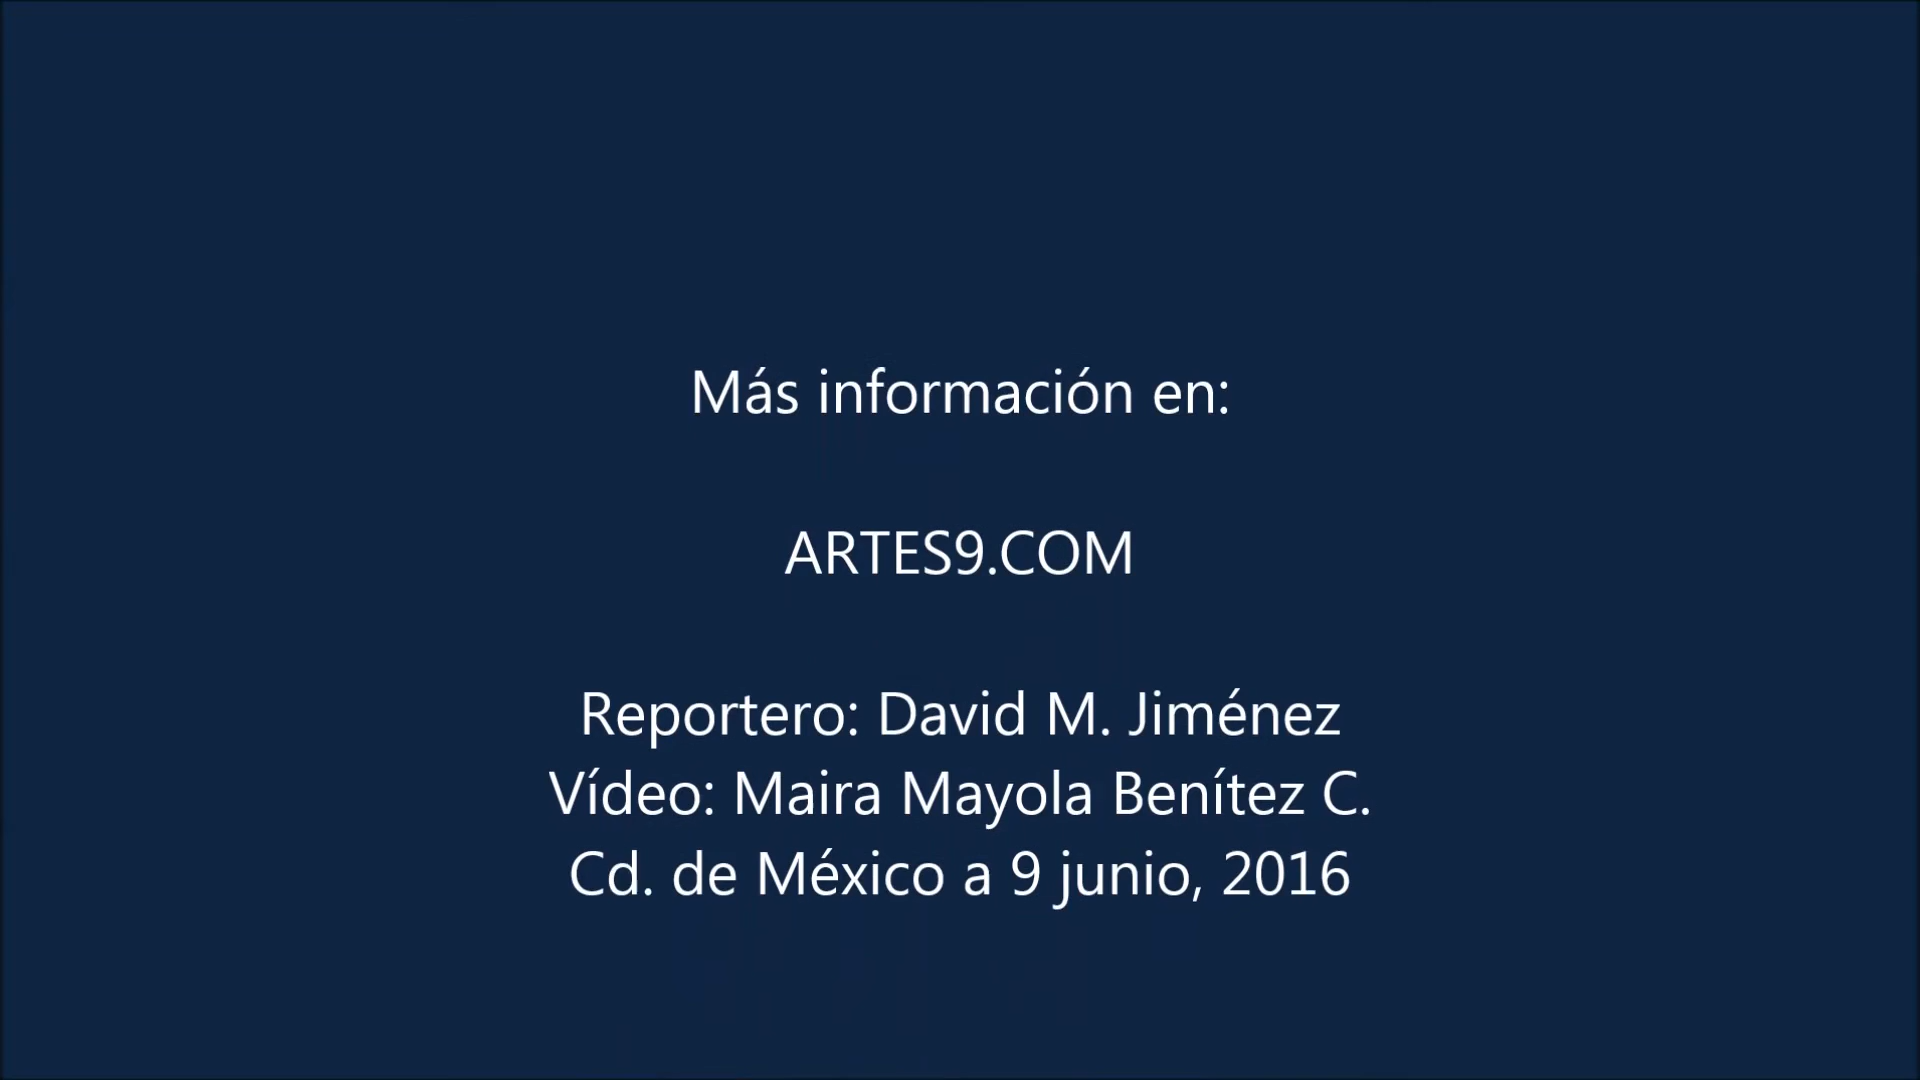 Más información en:
ARTES9.COM
Reportero: David M. Jiménez
Vídeo: Maira Mayola Benítez C.
Cd. de México a 9 junio, 2016